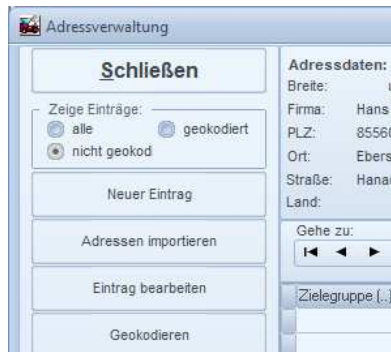 Adressverwaltung
Schließen
Zeige Einträge:
alle
geokodiert
nicht geokod
Neuer Eintrag
Adressen importieren
Eintrag bearbeiten
Geokodieren
Adressdaten:
Breite:
Firma: Hans
PLZ: 8556
Ort: Ebers
Straße: Hana
Land:
Gehe zu:
Zielegruppe (..)